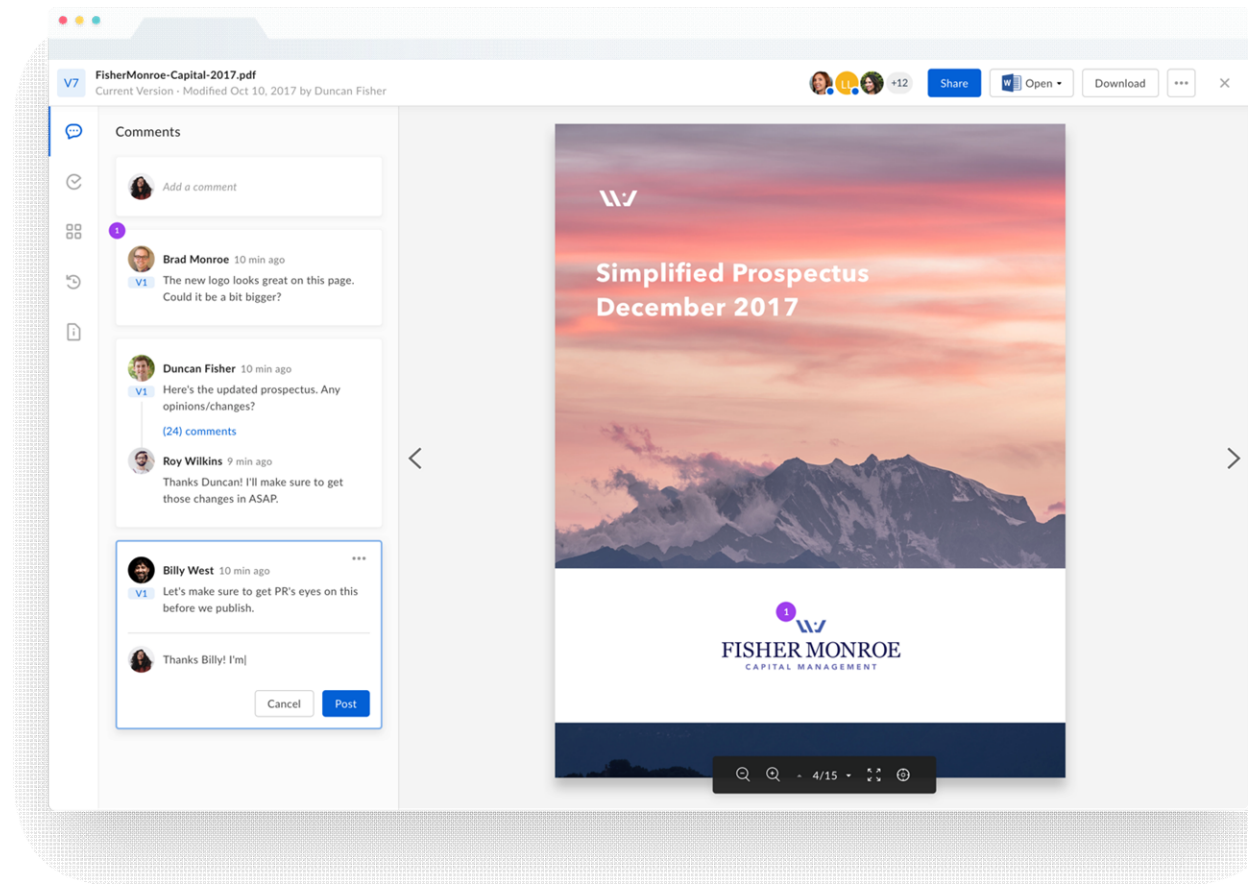 V7
FisherMonroe-Capital-2017.pdf
Current Version · Modified Oct 10, 2017 by Duncan Fisher
LL
+12
Share
W
Open
Download
Comments
Add a comment
1
Brad Monroe 10 min ago
V1
The new logo looks great on this page.
Could it be a bit bigger?
Duncan Fisher 10 min ago
V1
Here's the updated prospectus. Any
opinions/changes?
(24) comments
Roy Wilkins 9 min ago
Thanks Duncan! I'll make sure to get
those changes in ASAP.
Billy West 10 min ago
V1
Let's make sure to get PR's eyes on this
before we publish.
Thanks Billy! I'm
Cancel
Post
Simplified Prospectus
December 2017
1
FISHER MONROE
CAPITAL MANAGEMENT
4/15